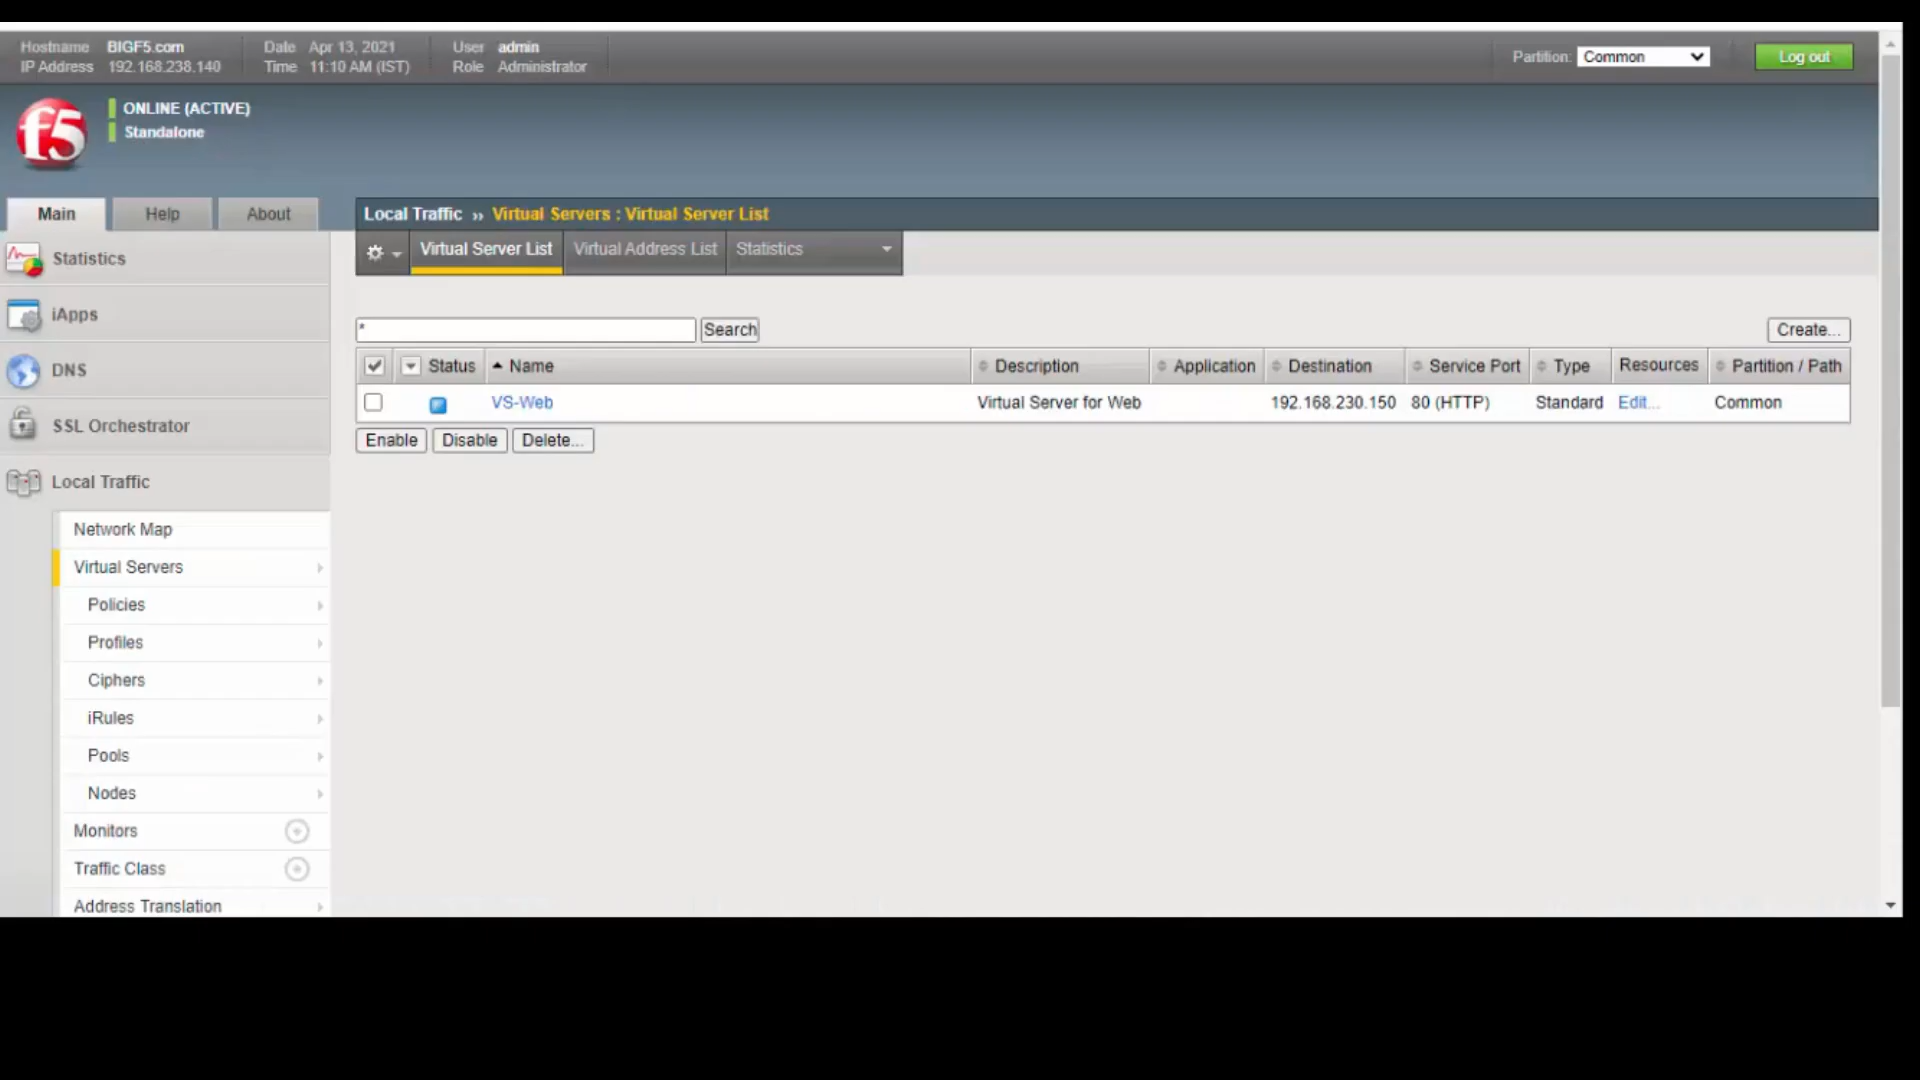 Hostname BIGF5.com Date Apr 13, 2021 User admin
IP Address 192.168.238.140 Time 11:10 AM (IST) Role Administrator
Partition: Common Log out
f5
ONLINE (ACTIVE)
Standalone
Main Help About
Local Traffic ›› Virtual Servers : Virtual Server List
Virtual Server List Virtual Address List Statistics
Statistics
iApps
DNS
SSL Orchestrator
Local Traffic
Network Map
Virtual Servers
Policies
Profiles
Ciphers
iRules
Pools
Nodes
Monitors
Traffic Class
Address Translation
* Search Create...
Status Name Description Application Destination Service Port Type Resources Partition / Path
VS-Web Virtual Server for Web 192.168.230.150 80 (HTTP) Standard Edit... Common
Enable Disable Delete...